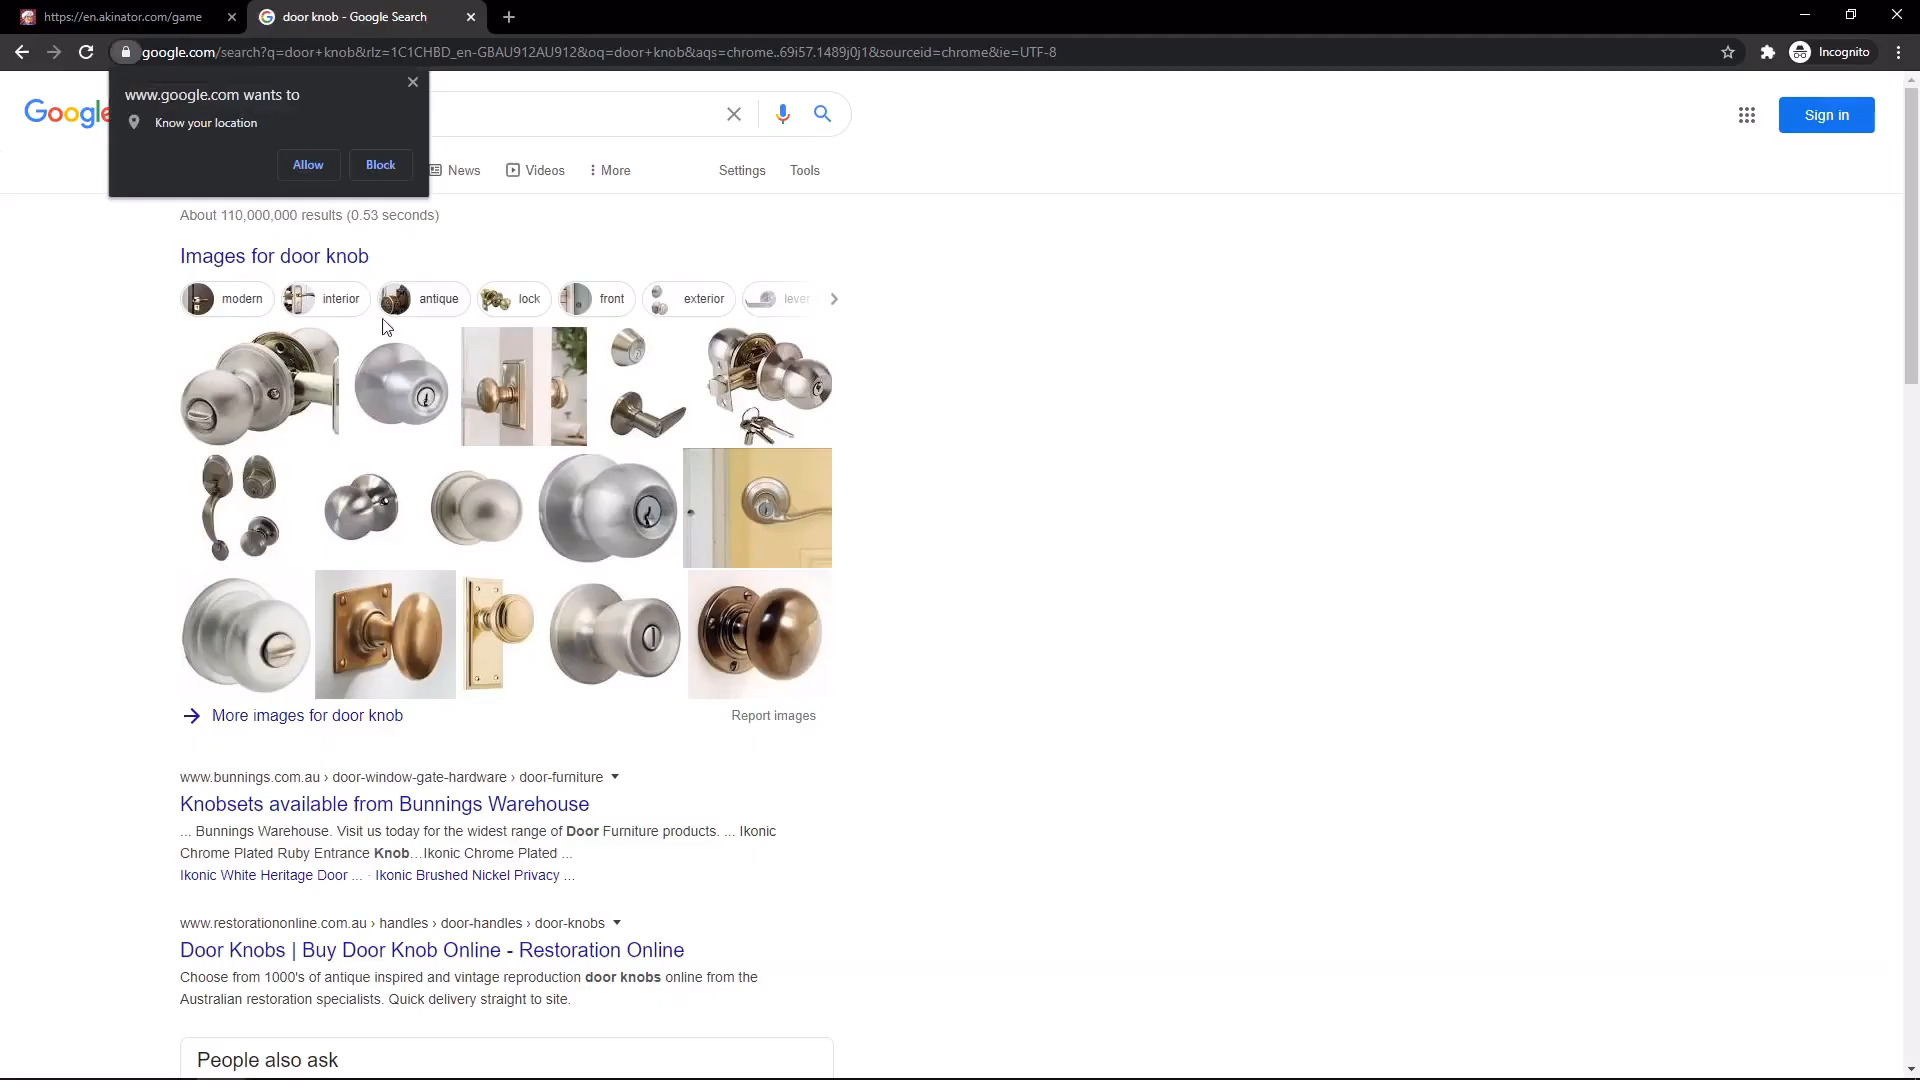 https://en.akinator.com/game
door knob - Google Search
google.com/search?q=door+knob&rlz=1C1CHBD_en-GBAU912AU912&oq=door+knob&aqs=chrome..69i57.1489j0j1&sourceid=chrome&ie=UTF-8
Incognito
www.google.com wants to
Know your location
Allow
Block
Google
Sign in
News
Videos
More
Settings
Tools
About 110,000,000 results (0.53 seconds)
Images for door knob
modern
interior
antique
lock
front
exterior
lever
More images for door knob
Report images
www.bunnings.com.au › door-window-gate-hardware › door-furniture
Knobsets available from Bunnings Warehouse
... Bunnings Warehouse. Visit us today for the widest range of Door Furniture products. ... Ikonic
Chrome Plated Ruby Entrance Knob...Ikonic Chrome Plated ...
Ikonic White Heritage Door ... · Ikonic Brushed Nickel Privacy ...
www.restorationonline.com.au › handles › door-handles › door-knobs
Door Knobs | Buy Door Knob Online - Restoration Online
Choose from 1000's of antique inspired and vintage reproduction door knobs online from the
Australian restoration specialists. Quick delivery straight to site.
People also ask